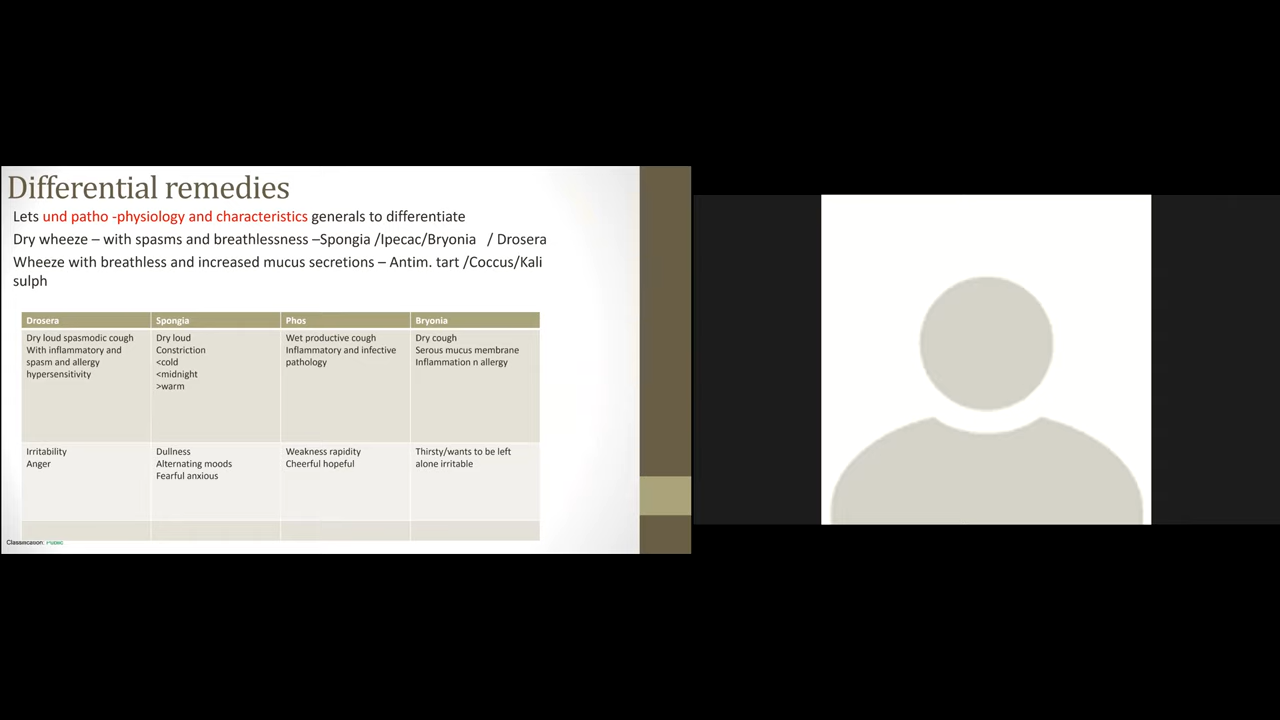 Differential remedies
Lets und patho -physiology and characteristics generals to differentiate
Dry wheeze – with spasms and breathlessness –Spongia /Ipecac/Bryonia / Drosera
Wheeze with breathless and increased mucus secretions – Antim. tart /Coccus/Kali
sulph
Drosera Spongia Phos Bryonia
Dry loud spasmodic cough
With inflammatory and
spasm and allergy
hypersensitivity
Dry loud
Constriction
<cold
<midnight
>warm
Wet productive cough
Inflammatory and infective
pathology
Dry cough
Serous mucus membrane
Inflammation n allergy
Irritability
Anger
Dullness
Alternating moods
Fearful anxious
Weakness rapidity
Cheerful hopeful
Thirsty/wants to be left
alone irritable
Classification: Public